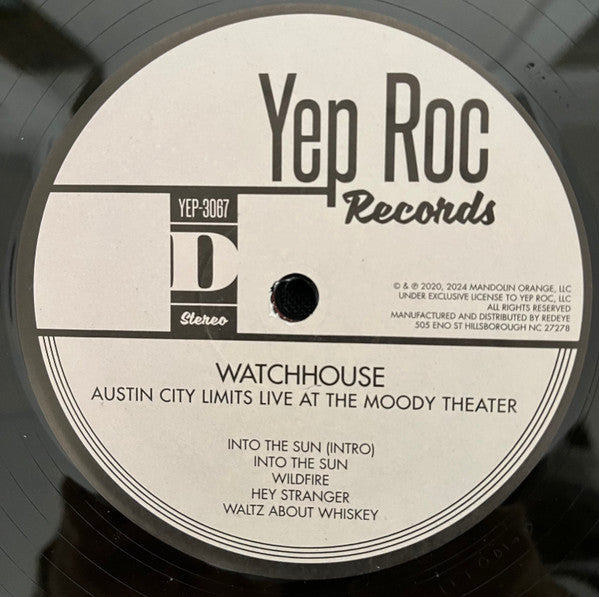 Yep Roc
Records
YEP-3067
D
Stereo
© & ℗ 2020, 2024 MANDOLIN ORANGE, LLC
UNDER EXCLUSIVE LICENSE TO YEP ROC, LLC
ALL RIGHTS RESERVED
MANUFACTURED AND DISTRIBUTED BY REDEYE
505 ENO ST HILLSBOROUGH NC 27278
WATCHHOUSE
AUSTIN CITY LIMITS LIVE AT THE MOODY THEATER
INTO THE SUN (INTRO)
INTO THE SUN
WILDFIRE
HEY STRANGER
WALTZ ABOUT WHISKEY